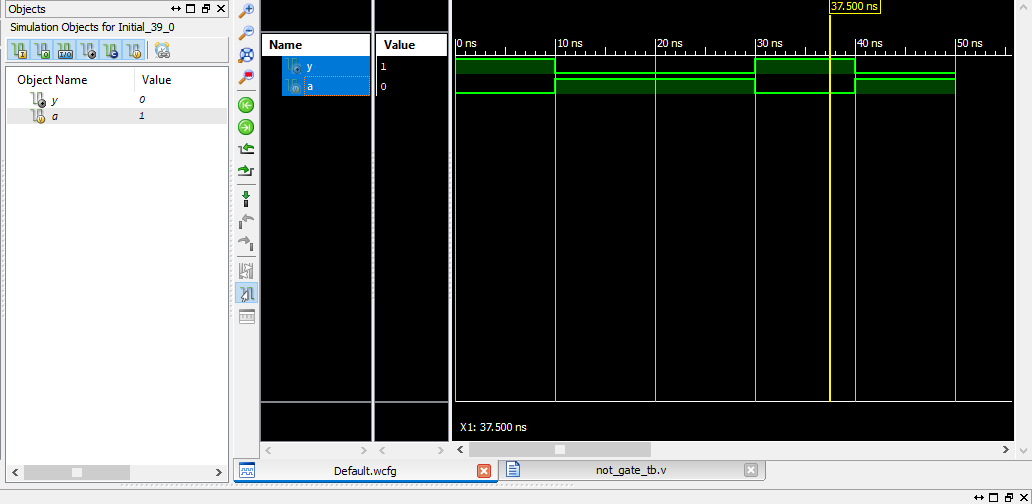 Objects
Simulation Objects for Initial_39_0
Object Name Value
y 0
a 1
Name Value
y 1
a 0
37.500 ns
0 ns 10 ns 20 ns 30 ns 40 ns 50 ns
X1: 37.500 ns
Default.wcfg not_gate_tb.v